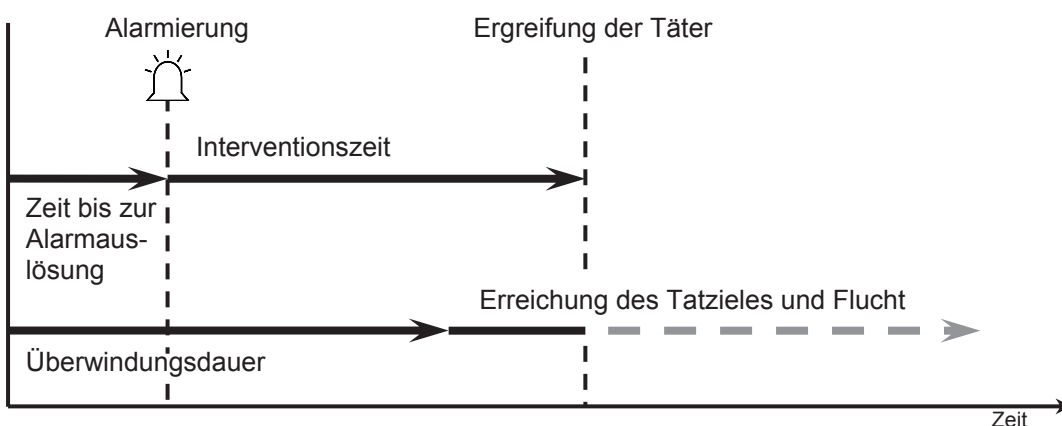 Alarmierung
Ergreifung der Täter
Interventionszeit
Zeit bis zur
Alarmaus-
lösung
Erreichung des Tatzieles und Flucht
Überwindungsdauer
Zeit